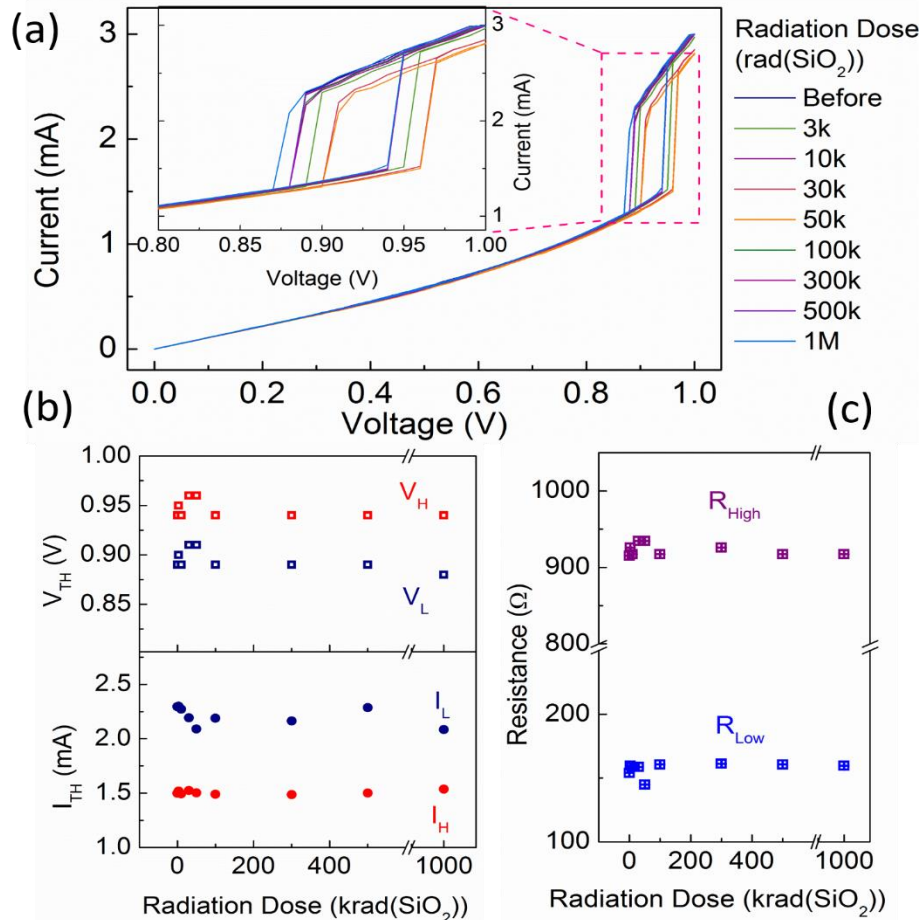 (a)
Radiation Dose
(rad(SiO2))
Before
3k
10k
30k
50k
100k
300k
500k
1M
Current (mA)
3
2
1
0
0.0 0.2 0.4 0.6 0.8 1.0
Voltage (V)
3
2
1
Current (mA)
0.80 0.85 0.90 0.95 1.00
Voltage (V)
(b)
VTH (V)
1.00
0.95
0.90
0.85
VH
VL
ITH (mA)
2.5
2.0
1.5
1.0
IL
IH
0 200 400 1000
Radiation Dose (krad(SiO2))
(c)
Resistance (Ω)
1000
900
800
200
100
RHigh
RLow
0 200 400 1000
Radiation Dose (krad(SiO2))